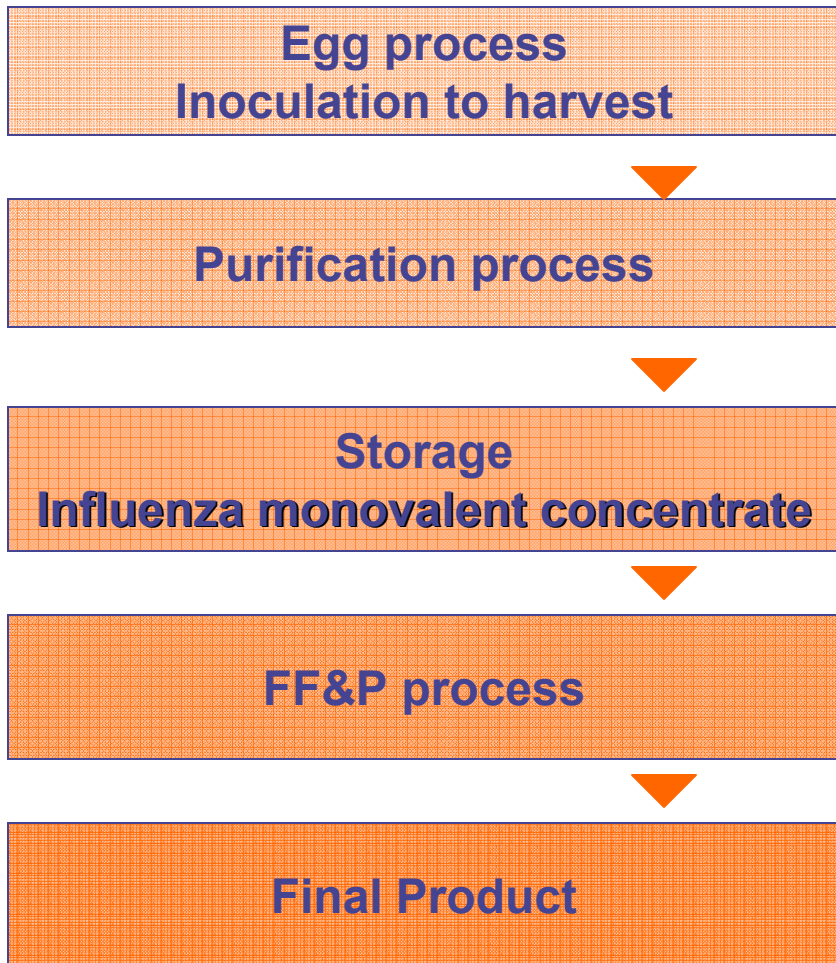 Egg process
Inoculation to harvest
Purification process
Storage
Influenza monovalent concentrate
FF&P process
Final Product